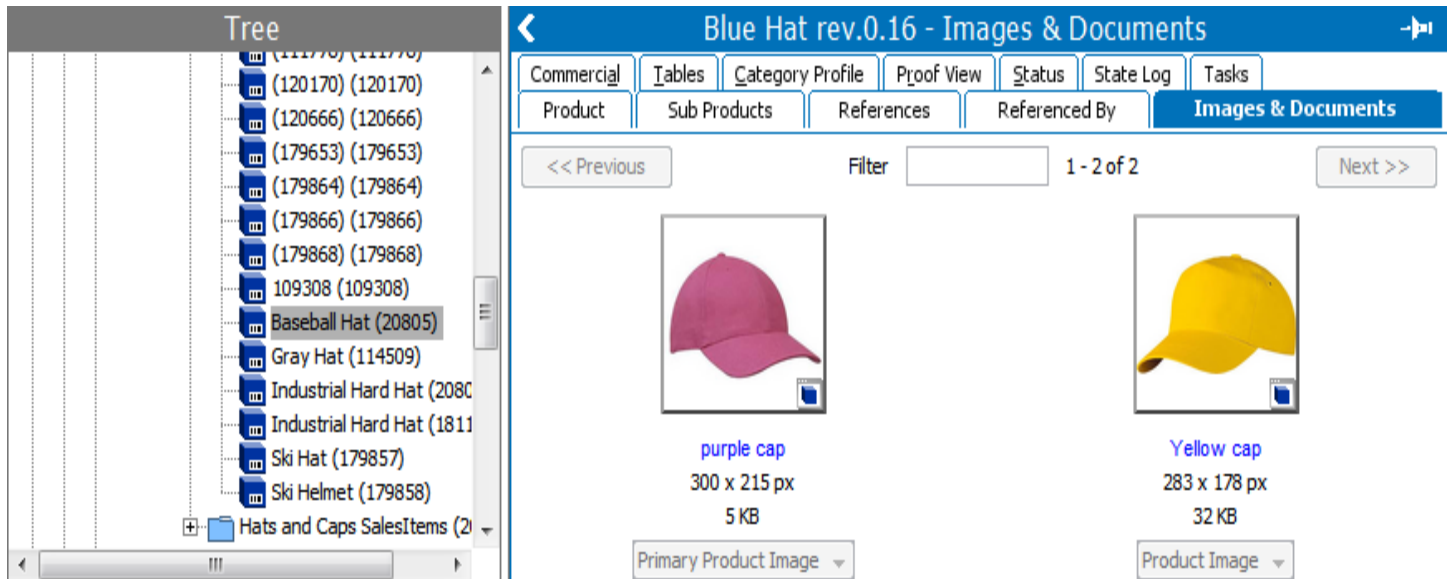 Tree
(120170) (120170)
(120666) (120666)
(179653) (179653)
(179864) (179864)
(179866) (179866)
(179868) (179868)
109308 (109308)
Baseball Hat (20805)
Gray Hat (114509)
Industrial Hard Hat (2080
Industrial Hard Hat (1811
Ski Hat (179857)
Ski Helmet (179858)
Hats and Caps SalesItems (2
Blue Hat rev.0.16 - Images & Documents
Commercial Tables Category Profile Proof View Status State Log Tasks
Product Sub Products References Referenced By Images & Documents
<< Previous Filter 1 - 2 of 2 Next >>
purple cap
300 x 215 px
5 KB
Primary Product Image
Yellow cap
283 x 178 px
32 KB
Product Image